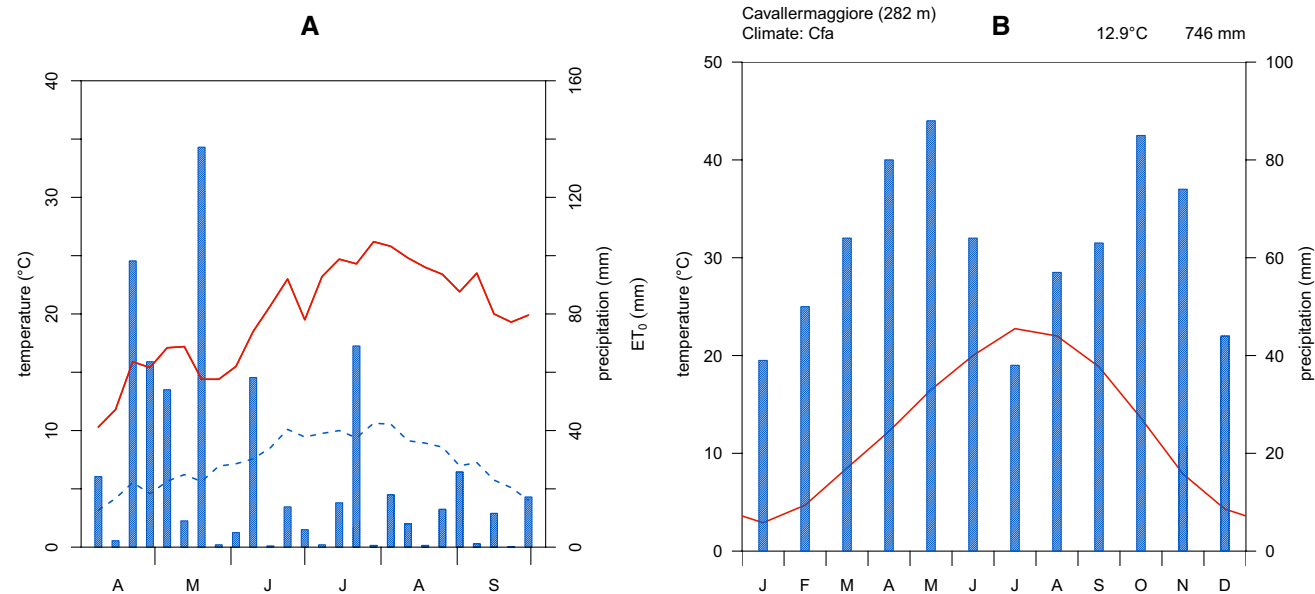 A
40
30
20
10
0
temperature (°C)
160
120
80
40
0
precipitation (mm)
ET₀ (mm)
A M J J A S
Cavallermaggiore (282 m)
Climate: Cfa B 12.9°C 746 mm
50
40
30
20
10
0
temperature (°C)
100
80
60
40
20
0
precipitation (mm)
J F M A M J J A S O N D